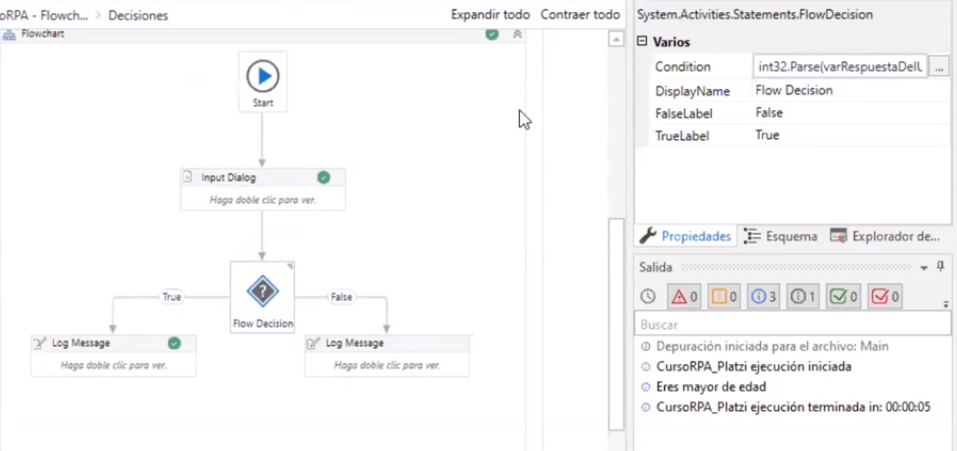 oRPA - Flowch... > Decisiones
Expandir todo Contraer todo
Flowchart
Start
Input Dialog
Haga doble clic para ver.
True
False
Flow Decision
Log Message
Haga doble clic para ver.
Log Message
Haga doble clic para ver.
System.Activities.Statements.FlowDecision
Varios
Condition int32.Parse(varRespuestaDelU ...
DisplayName Flow Decision
FalseLabel False
TrueLabel True
Propiedades Esquema Explorador de...
Salida
0 0 3 1 0 0
Buscar
Depuración iniciada para el archivo: Main
CursoRPA_Platzi ejecución iniciada
Eres mayor de edad
CursoRPA_Platzi ejecución terminada in: 00:00:05